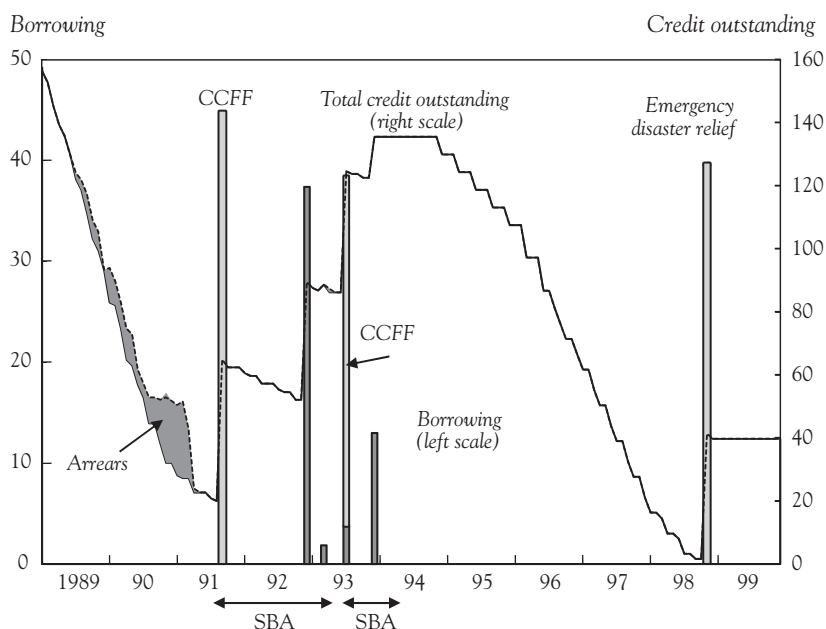 Borrowing
Credit outstanding
50
160
CCFF
Total credit outstanding
(right scale)
Emergency
disaster relief
140
40
120
100
30
80
CCFF
20
60
Borrowing
(left scale)
Arrears
40
10
20
0
0
1989 90 91 92 93 94 95 96 97 98 99
SBA SBA